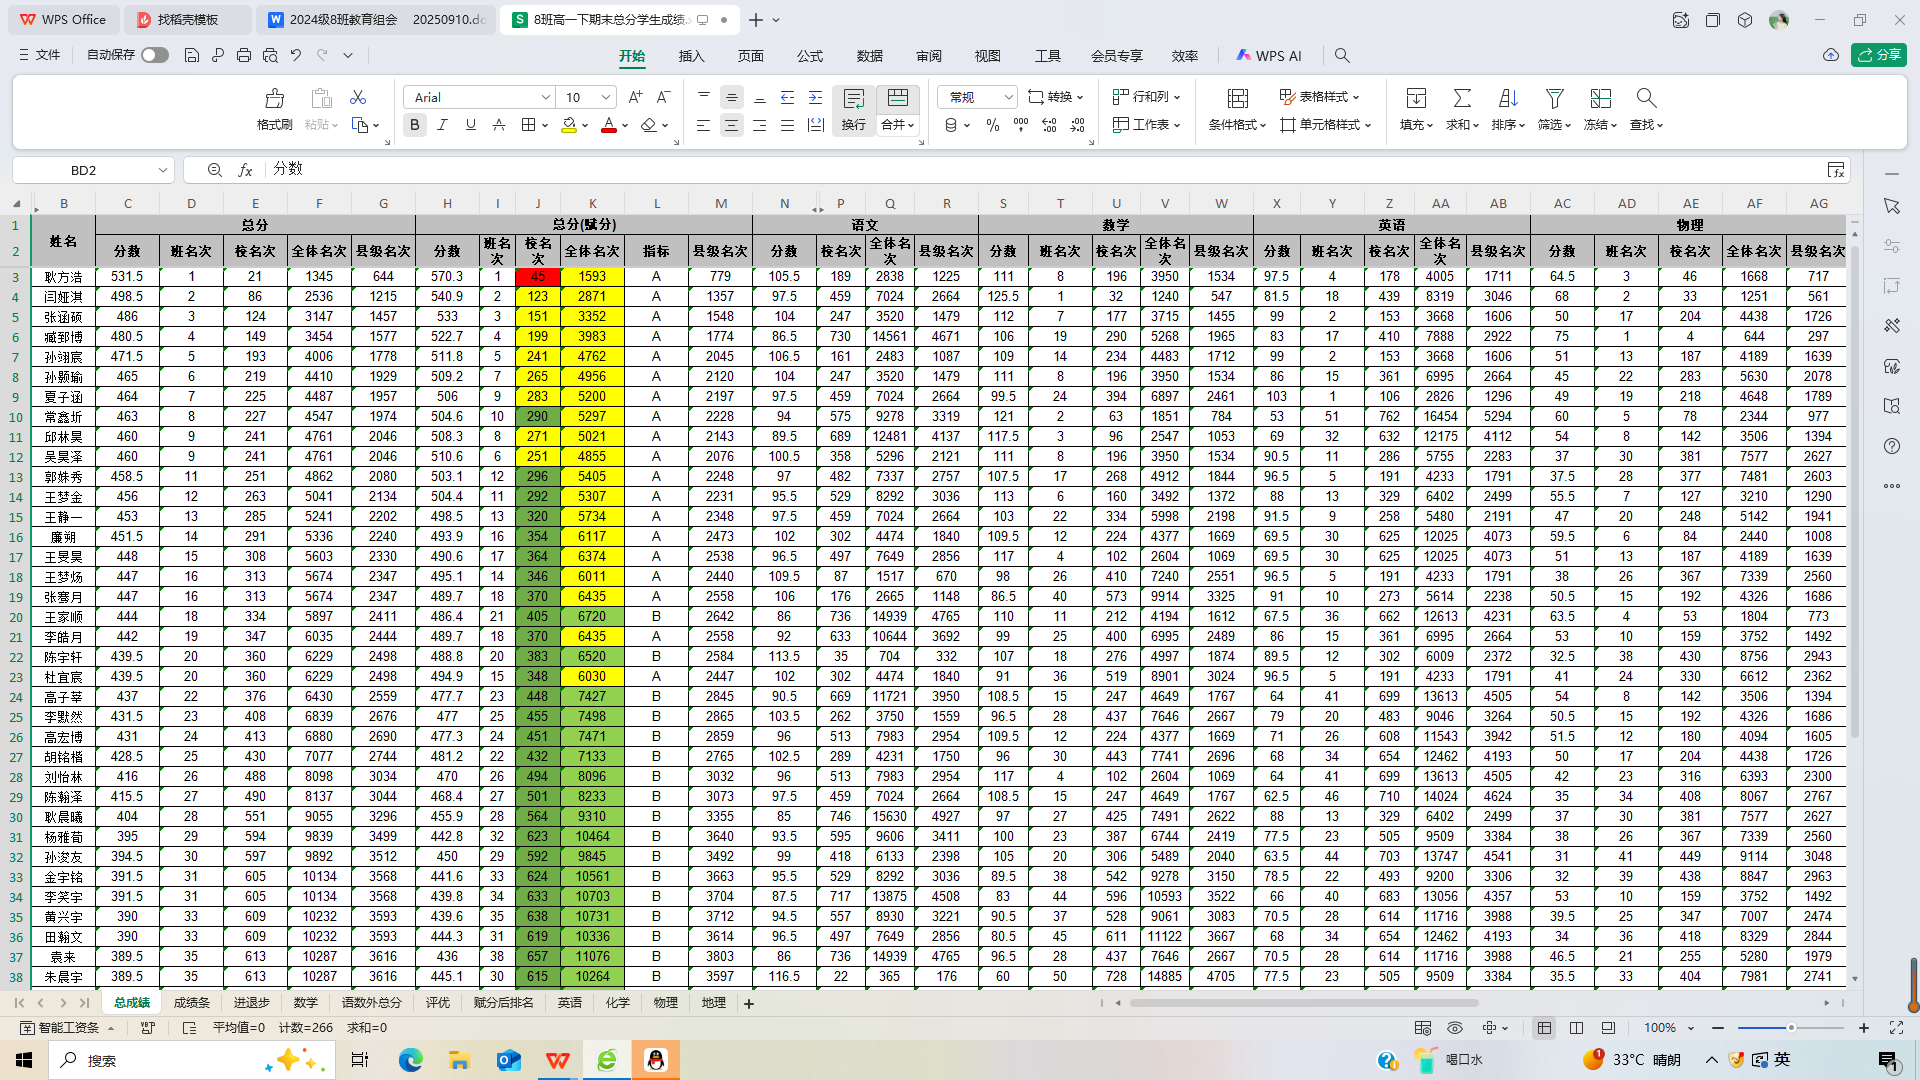 WPS Office 找稻壳模板 2024级8班教育组会 20250910.dc 8班高一下期末总分学生成绩.
文件 自动保存 开始 插入 页面 公式 数据 审阅 视图 工具 会员专享 效率 WPS AI 分享
Arial 10 A+ A- 常规 转换 行和列 表格样式
格式刷 粘贴 B I U A A 换行 合并 % 工作表 条件格式 单元格样式 填充 求和 排序 筛选 冻结 查找
BD2 fx 分数
B C D E F G H I J K L M N P Q R S T U V W X Y Z AA AB AC AD AE AF AG
1 姓名 总分 总分(赋分) 语文 数学 英语 物理
2 分数 班名次 校名次 全体名次 县级名次 分数 班名次 校名次 全体名次 指标 县级名次 分数 校名次 全体名次 县级名次 分数 班名次 校名次 全体名次 县级名次 分数 班名次 校名次 全体名次 县级名次 分数 班名次 校名次 全体名次 县级名次
3 耿方浩 531.5 1 21 1345 644 570.3 1 45 1593 A 779 105.5 189 2838 1225 111 8 196 3950 1534 97.5 4 178 4005 1711 64.5 3 46 1668 717
4 闫娅淇 498.5 2 86 2536 1215 540.9 2 123 2871 A 1357 97.5 459 7024 2664 125.5 1 32 1240 547 81.5 18 439 8319 3046 68 2 33 1251 561
5 张涵硕 486 3 124 3147 1457 533 3 151 3352 A 1548 104 247 3520 1479 112 7 177 3715 1455 99 2 153 3668 1606 50 17 204 4438 1726
6 臧郅博 480.5 4 149 3454 1577 522.7 4 199 3983 A 1774 86.5 730 14561 4671 106 19 290 5268 1965 83 17 410 7888 2922 75 1 4 644 297
7 孙翊宸 471.5 5 193 4006 1778 511.8 5 241 4762 A 2045 106.5 161 2483 1087 109 14 234 4483 1712 99 2 153 3668 1606 51 13 187 4189 1639
8 孙颢瑜 465 6 219 4410 1929 509.2 7 265 4956 A 2120 104 247 3520 1479 111 8 196 3950 1534 86 15 361 6995 2664 45 22 283 5630 2078
9 夏子涵 464 7 225 4487 1957 506 9 283 5200 A 2197 97.5 459 7024 2664 99.5 24 394 6897 2461 103 1 106 2826 1296 49 19 218 4648 1789
10 常鑫圻 463 8 227 4547 1974 504.6 10 290 5297 A 2228 94 575 9278 3319 121 2 63 1851 784 53 51 762 16454 5294 60 5 78 2344 977
11 邱林昊 460 9 241 4761 2046 508.3 8 271 5021 A 2143 89.5 689 12481 4137 117.5 3 96 2547 1053 69 32 632 12175 4112 54 8 142 3506 1394
12 吴昊泽 460 9 241 4761 2046 510.6 6 251 4855 A 2076 100.5 358 5296 2121 111 8 196 3950 1534 90.5 11 286 5755 2283 37 30 381 7577 2627
13 郭姝秀 458.5 11 251 4862 2080 503.1 12 296 5405 A 2248 97 482 7337 2757 107.5 17 268 4912 1844 96.5 5 191 4233 1791 37.5 28 377 7481 2603
14 王梦金 456 12 263 5041 2134 504.4 11 292 5307 A 2231 95.5 529 8292 3036 113 6 160 3492 1372 88 13 329 6402 2499 55.5 7 127 3210 1290
15 王静一 453 13 285 5241 2202 498.5 13 320 5734 A 2348 97.5 459 7024 2664 103 22 334 5998 2198 91.5 9 258 5480 2191 47 20 248 5142 1941
16 廉朔 451.5 14 291 5336 2240 493.9 16 354 6117 A 2473 102 302 4474 1840 109.5 12 224 4377 1669 69.5 30 625 12025 4073 59.5 6 84 2440 1008
17 王旻昊 448 15 308 5603 2330 490.6 17 364 6374 A 2538 96.5 497 7649 2856 117 4 102 2604 1069 69.5 30 625 12025 4073 51 13 187 4189 1639
18 王梦炀 447 16 313 5674 2347 495.1 14 346 6011 A 2440 109.5 87 1517 670 98 26 410 7240 2551 96.5 5 191 4233 1791 38 26 367 7339 2560
19 张骞月 447 16 313 5674 2347 489.7 18 370 6435 A 2558 106 176 2665 1148 86.5 40 573 9914 3325 91 10 273 5614 2238 50.5 15 192 4326 1686
20 王家顺 444 18 334 5897 2411 486.4 21 405 6720 B 2642 86 736 14939 4765 110 11 212 4194 1612 67.5 36 662 12613 4231 63.5 4 53 1804 773
21 李皓月 442 19 347 6035 2444 489.7 18 370 6435 A 2558 92 633 10644 3692 99 25 400 6995 2489 86 15 361 6995 2664 53 10 159 3752 1492
22 陈宇轩 439.5 20 360 6229 2498 488.8 20 383 6520 B 2584 113.5 35 704 332 107 18 276 4997 1874 89.5 12 302 6009 2372 32.5 38 430 8756 2943
23 杜宜宸 439.5 20 360 6229 2498 494.9 15 348 6030 A 2447 102 302 4474 1840 91 36 519 8901 3024 96.5 5 191 4233 1791 41 24 330 6612 2362
24 高子莘 437 22 376 6430 2559 477.7 23 448 7427 B 2845 90.5 669 11721 3950 108.5 15 247 4649 1767 64 41 699 13613 4505 54 8 142 3506 1394
25 李默然 431.5 23 408 6839 2676 477 25 455 7498 B 2865 103.5 262 3750 1559 96.5 28 437 7646 2667 79 20 483 9046 3264 50.5 15 192 4326 1686
26 高宏博 431 24 413 6880 2690 477.3 24 451 7471 B 2859 96 513 7983 2954 109.5 12 224 4377 1669 71 26 608 11543 3942 51.5 12 180 4094 1605
27 胡铭楷 428.5 25 430 7077 2744 481.2 22 432 7133 B 2765 102.5 289 4231 1750 96 30 443 7741 2696 68 34 654 12462 4193 50 17 204 4438 1726
28 刘怡林 416 26 488 8098 3034 470 26 494 8096 B 3032 96 513 7983 2954 117 4 102 2604 1069 64 41 699 13613 4505 42 23 316 6393 2300
29 陈翰泽 415.5 27 490 8137 3044 468.4 27 501 8233 B 3073 97.5 459 7024 2664 108.5 15 247 4649 1767 62.5 46 710 14024 4624 35 34 408 8067 2767
30 耿晨曦 404 28 551 9055 3296 455.9 28 564 9310 B 3355 85 746 15630 4927 97 27 425 7491 2622 88 13 329 6402 2499 37 30 381 7577 2627
31 杨雅荀 395 29 594 9839 3499 442.8 32 623 10464 B 3640 93.5 595 9606 3411 100 23 387 6744 2419 77.5 23 505 9509 3384 38 26 367 7339 2560
32 孙浚友 394.5 30 597 9892 3512 450 29 592 9845 B 3492 99 418 6133 2398 105 20 306 5489 2040 63.5 44 703 13747 4541 31 41 449 9114 3048
33 金宇铭 391.5 31 605 10134 3568 441.6 33 624 10561 B 3663 95.5 529 8292 3036 89.5 38 542 9278 3150 78.5 22 493 9200 3306 32 39 438 8847 2963
34 李笑宇 391.5 31 605 10134 3568 439.8 34 633 10703 B 3704 87.5 717 13875 4508 83 44 596 10593 3522 66 40 683 13056 4357 53 10 159 3752 1492
35 黄兴宇 390 33 609 10232 3593 439.6 35 638 10731 B 3712 94.5 557 8930 3221 90.5 37 528 9061 3083 70.5 28 614 11716 3988 39.5 25 347 7007 2474
36 田翰文 390 33 609 10232 3593 444.3 31 619 10336 B 3614 96.5 497 7649 2856 80.5 45 611 11122 3667 68 34 654 12462 4193 34 36 418 8329 2844
37 袁来 389.5 35 613 10287 3616 436 38 657 11076 B 3803 86 736 14939 4765 96.5 28 437 7646 2667 70.5 28 614 11716 3988 46.5 21 255 5280 1979
38 朱晨宇 389.5 35 613 10287 3616 445.1 30 615 10264 B 3597 116.5 22 365 176 60 50 728 14885 4705 77.5 23 505 9509 3384 35.5 33 404 7981 2741
总成绩 成绩条 进退步 数学 语数外总分 评优 赋分后排名 英语 化学 物理 地理 +
智能工资条 平均值=0 计数=266 求和=0 100%
搜索 喝口水 33°C 晴朗 英 1